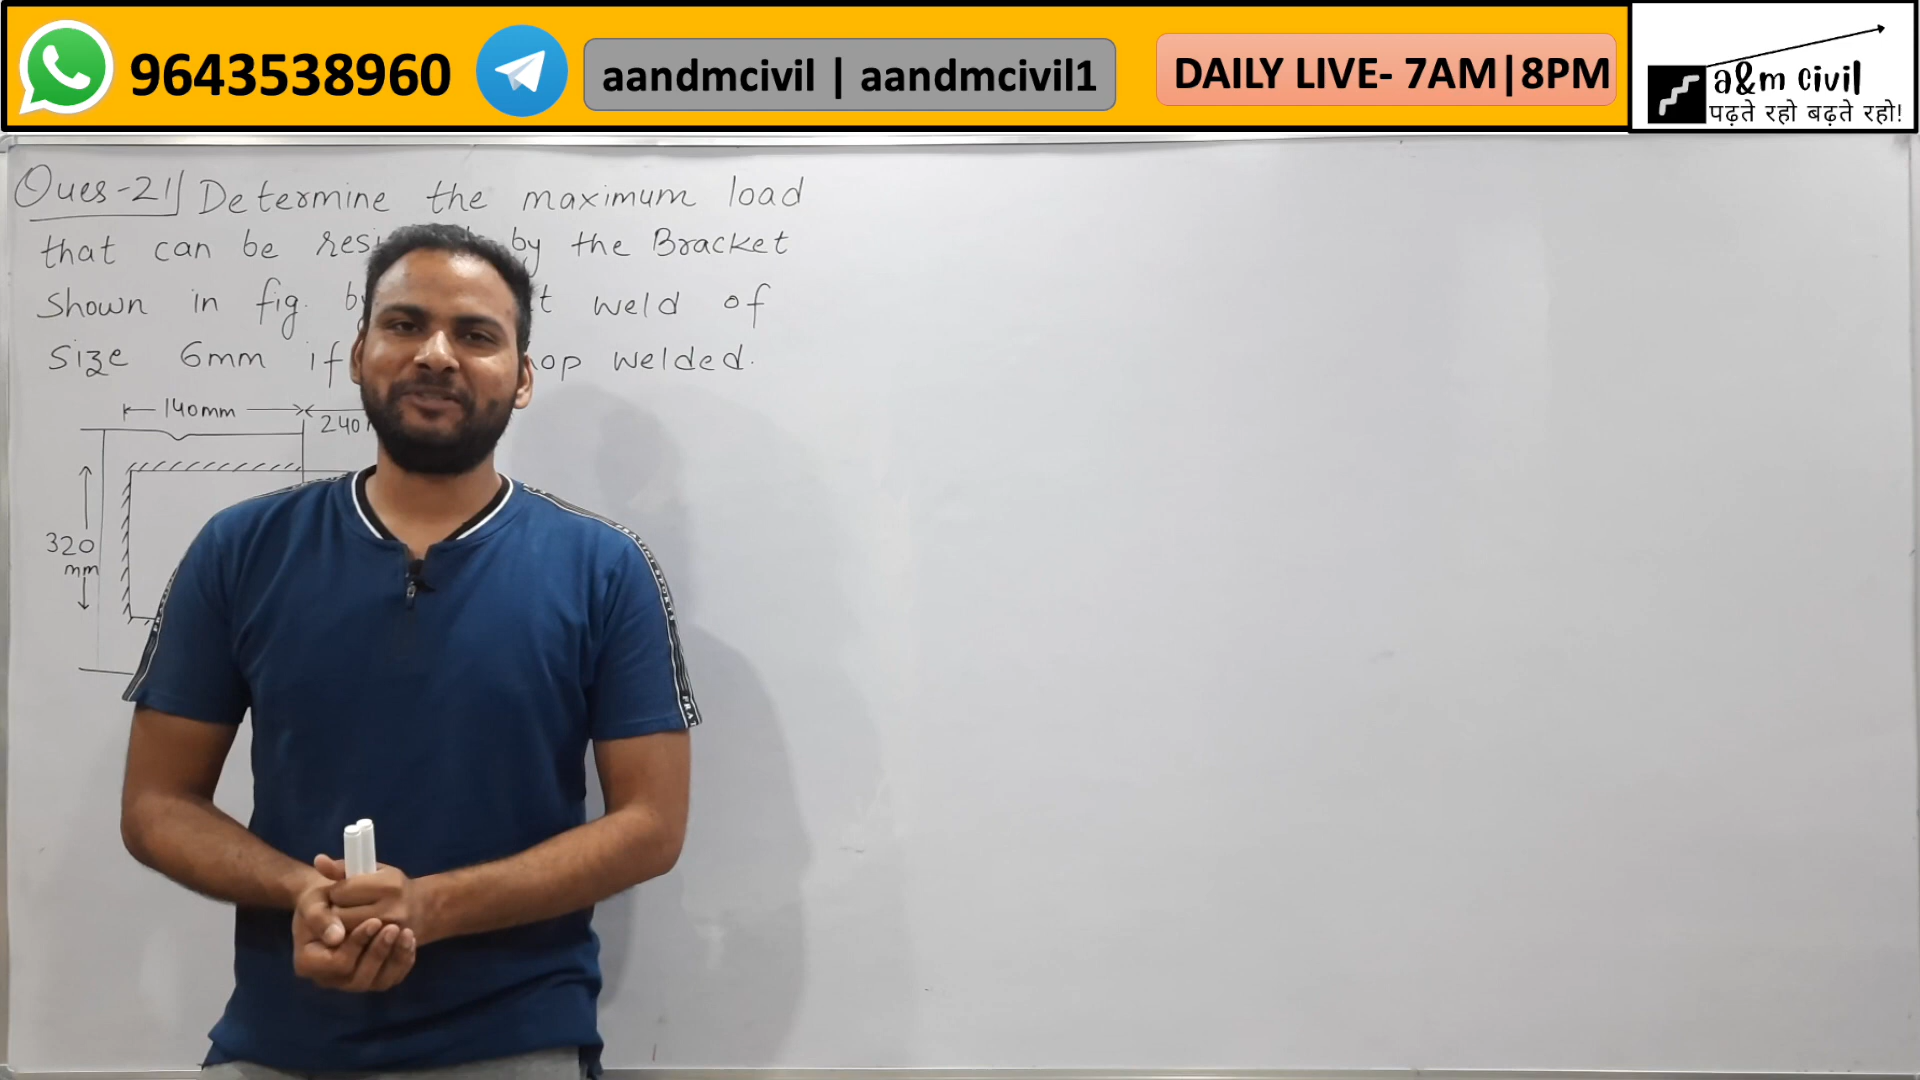 9643538960
aandmcivil | aandmcivil1
DAILY LIVE- 7AM|8PM
a&m civil
पढ़ते रहो बढ़ते रहो!
Ques-21 Determine the maximum load
that can be by the Bracket
shown in fig. weld of
size 6mm if welded.
140mm
240
320
mm